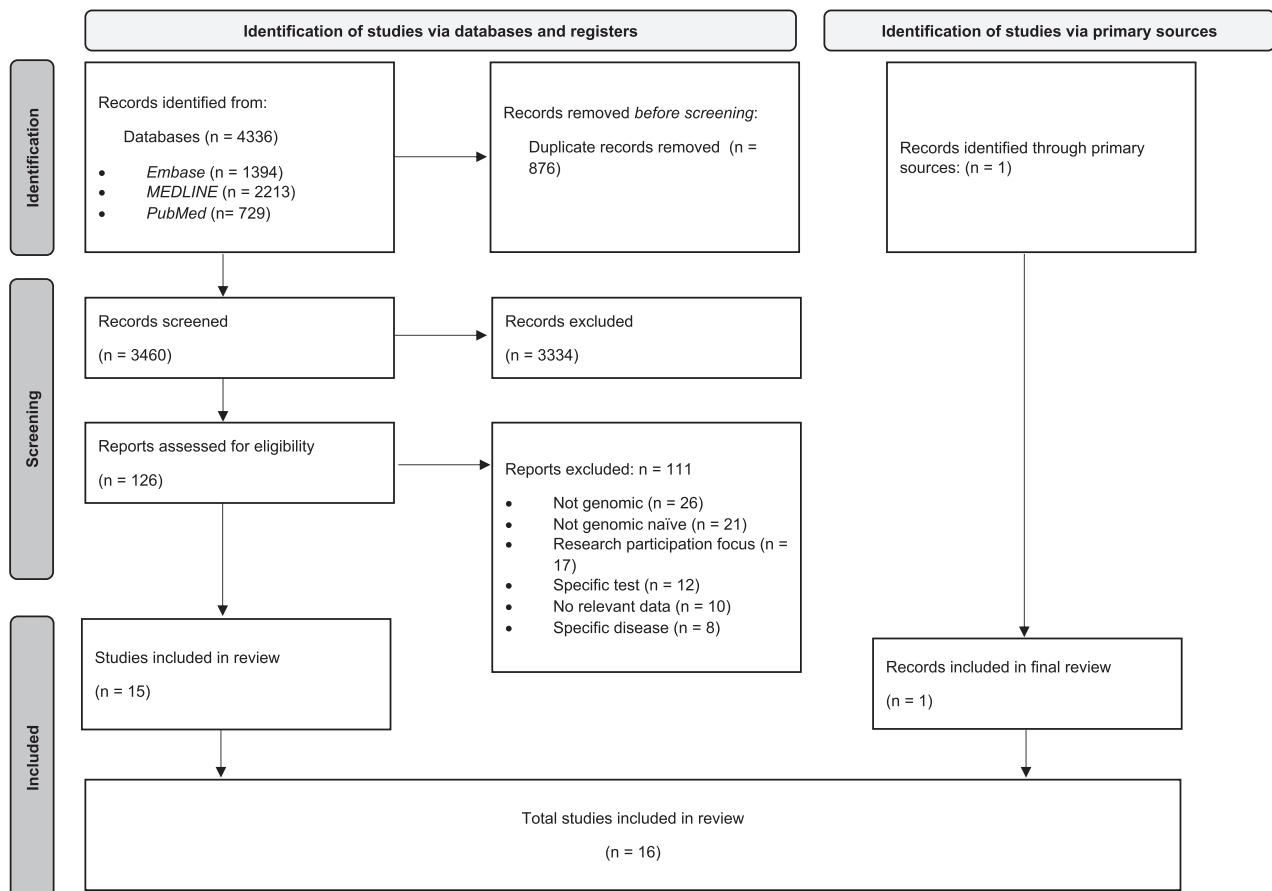 Identification of studies via databases and registers
Identification of studies via primary sources
Identification
Records identified from:
Databases (n = 4336)
• Embase (n = 1394)
• MEDLINE (n = 2213)
• PubMed (n= 729)
Records removed before screening:
Duplicate records removed (n =
876)
Records identified through primary
sources: (n = 1)
Screening
Records screened
(n = 3460)
Records excluded
(n = 3334)
Reports assessed for eligibility
(n = 126)
Reports excluded: n = 111
• Not genomic (n = 26)
• Not genomic naïve (n = 21)
• Research participation focus (n =
17)
• Specific test (n = 12)
• No relevant data (n = 10)
• Specific disease (n = 8)
Included
Studies included in review
(n = 15)
Records included in final review
(n = 1)
Total studies included in review
(n = 16)